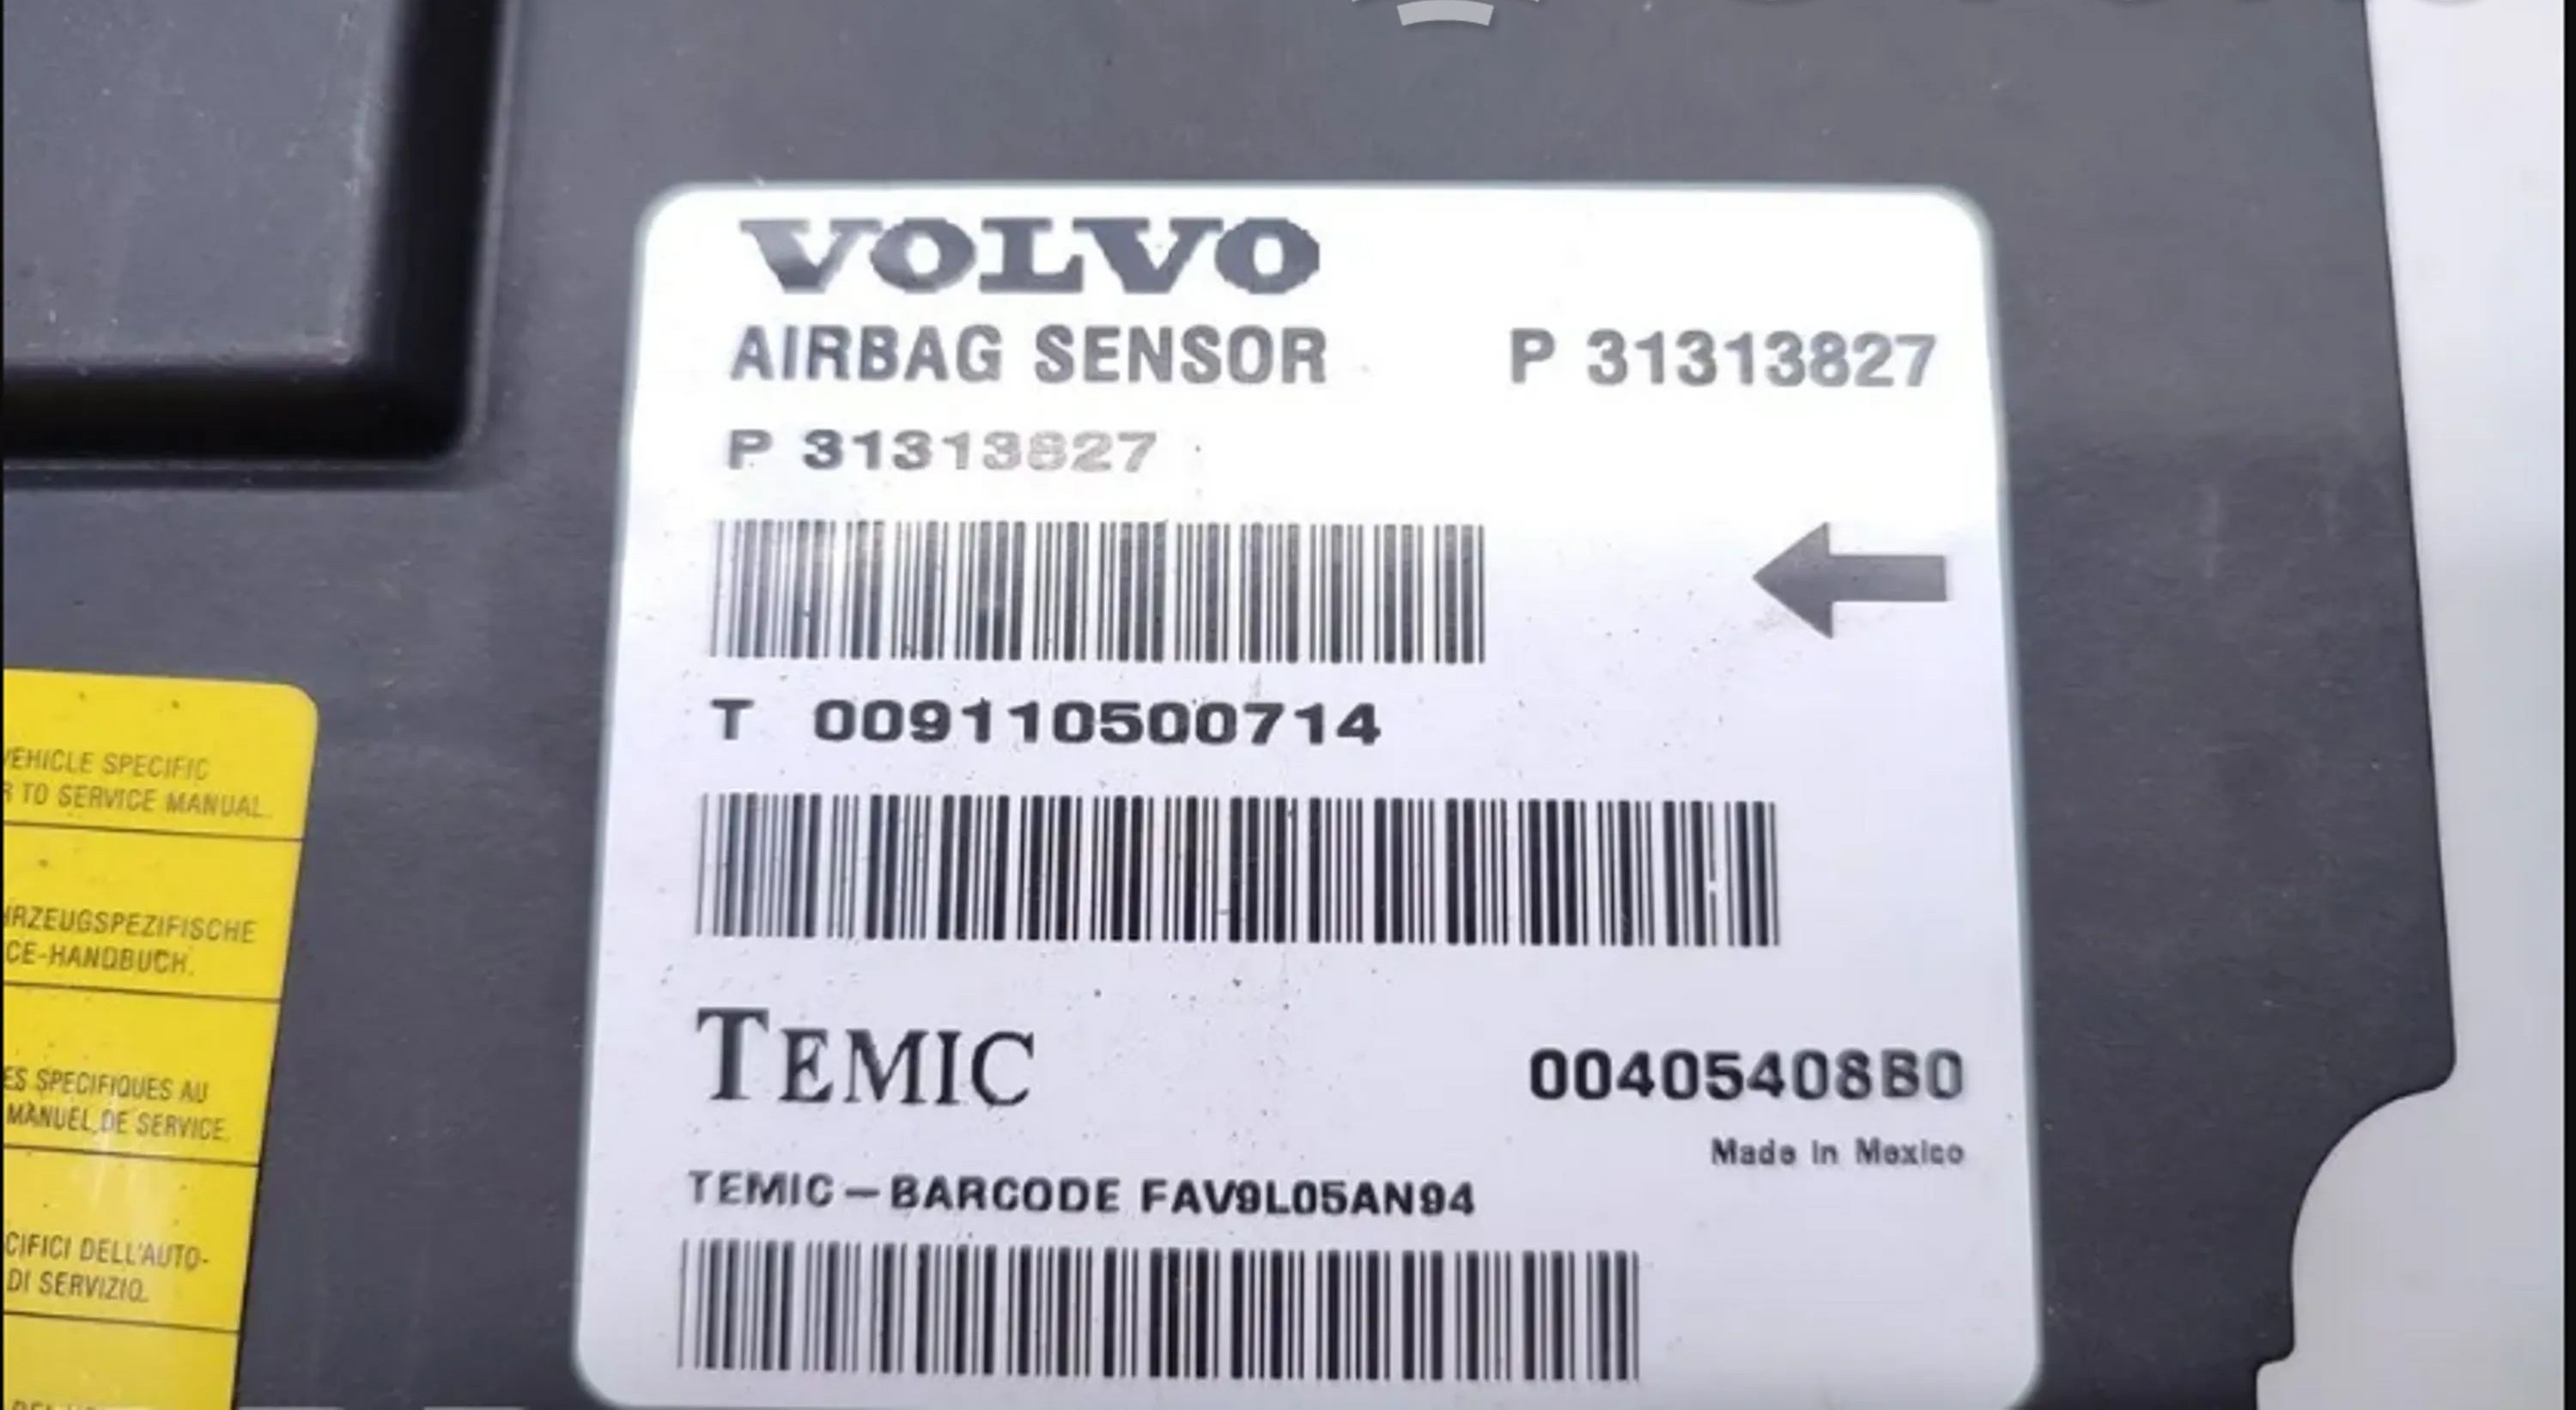 VOLVO
AIRBAG SENSOR P 31313827
P 31313827
T 009110500714
TEMIC 00405408B0
Made in Mexico
TEMIC-BARCODE FAV9L05AN94
VEHICLE SPECIFIC
R TO SERVICE MANUAL.
HRZEUGSPEZIFISCHE
CE-HANDBUCH.
ES SPECIFIQUES AU
MANUEL DE SERVICE.
CIFICI DELL'AUTO-
DI SERVIZIO.